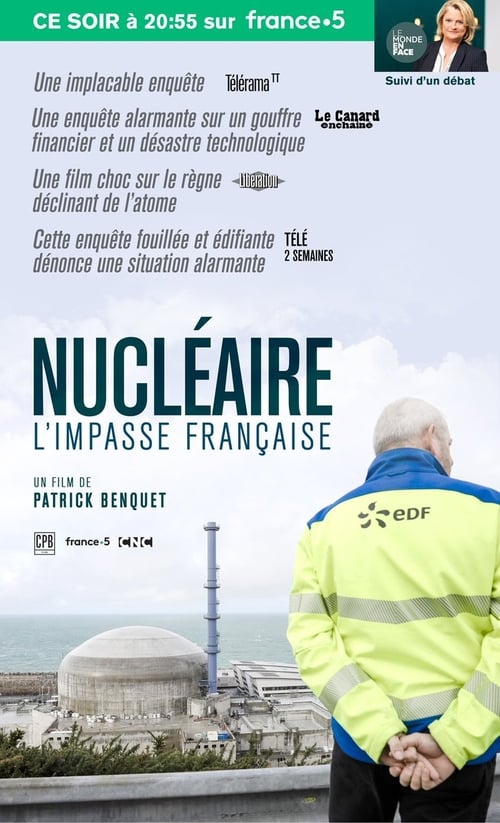 CE SOIR à 20:55 sur france•5
LE MONDE
EN FACE
Suivi d'un débat
Une implacable enquête Télérama TT
Une enquête alarmante sur un gouffre
financier et un désastre technologique
Le Canard
enchaîné
Une film choc sur le règne
déclinant de l'atome
Libération
Cette enquête fouillée et édifiante
dénonce une situation alarmante
TÉLÉ
2 SEMAINES
NUCLÉAIRE
L'IMPASSE FRANÇAISE
UN FILM DE
PATRICK BENQUET
CPB
france•5
CNC
eDF